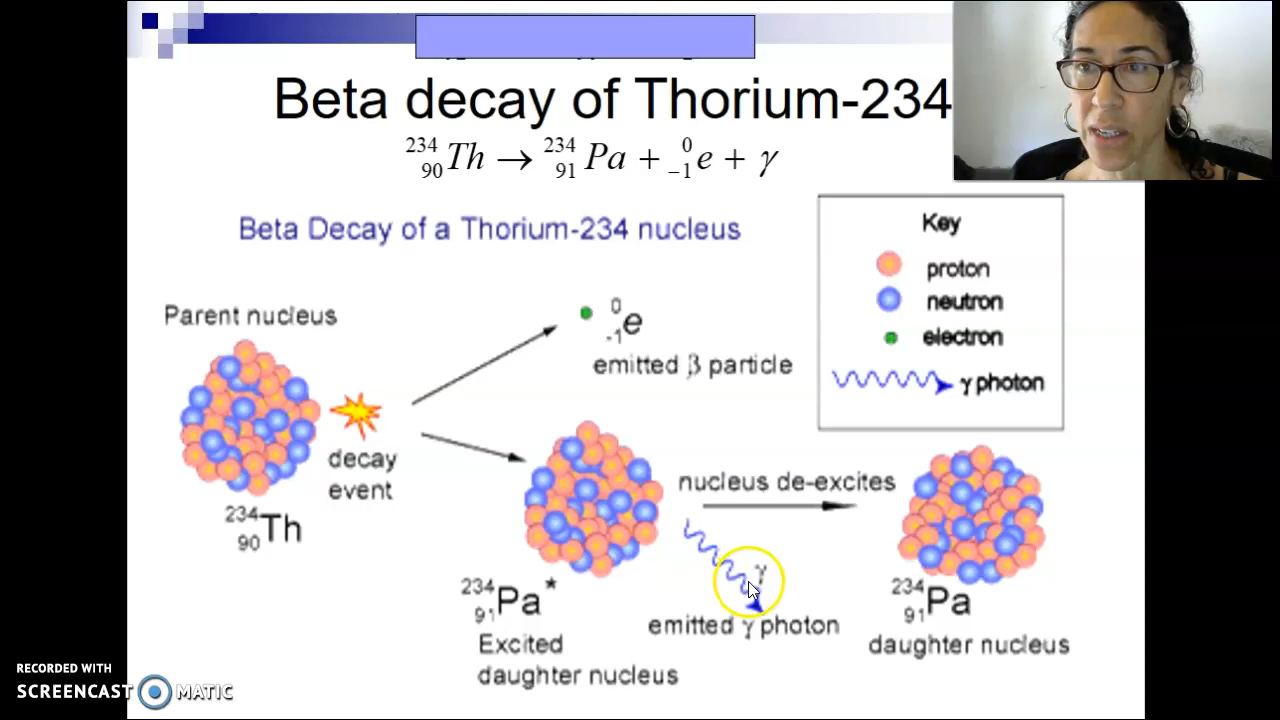 Beta decay of Thorium-234
²³⁴₉₀Th → ²³⁴₉₁Pa + ⁰₋₁e + γ
Beta Decay of a Thorium-234 nucleus
Key
proton
neutron
electron
γ photon
Parent nucleus
⁰₋₁e
emitted β particle
decay
event
²³⁴₉₀Th
nucleus de-excites
γ
emitted γ photon
²³⁴₉₁Pa*
Excited
daughter nucleus
²³⁴₉₁Pa
daughter nucleus
RECORDED WITH
SCREENCAST MATIC